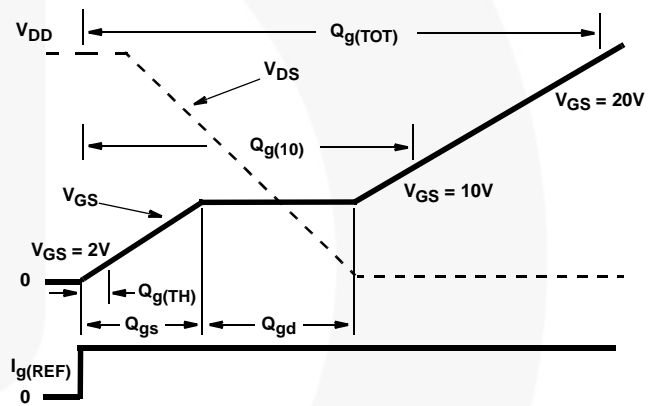 V_DD
Q_g(TOT)
V_DS
V_GS = 20V
Q_g(10)
V_GS
V_GS = 10V
V_GS = 2V
0
Q_g(TH)
Q_gs
Q_gd
I_g(REF)
0